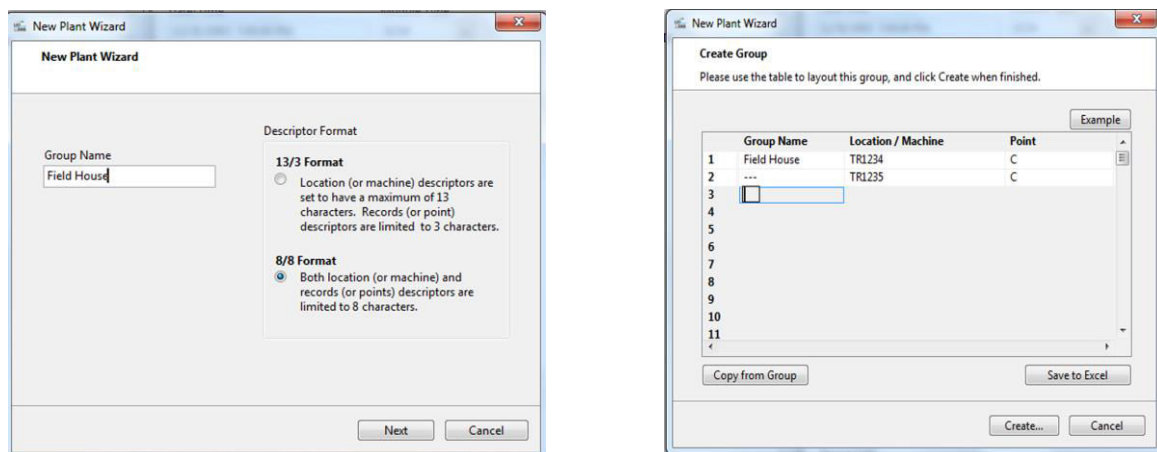 New Plant Wizard
New Plant Wizard
Group Name
Field House
Descriptor Format
13/3 Format
Location (or machine) descriptors are
set to have a maximum of 13
characters. Records (or point)
descriptors are limited to 3 characters.
8/8 Format
Both location (or machine) and
records (or points) descriptors are
limited to 8 characters.
Next Cancel
New Plant Wizard
Create Group
Please use the table to layout this group, and click Create when finished.
Example
Group Name Location / Machine Point
1 Field House TR1234 C
2 --- TR1235 C
3
4
5
6
7
8
9
10
11
Copy from Group Save to Excel
Create... Cancel